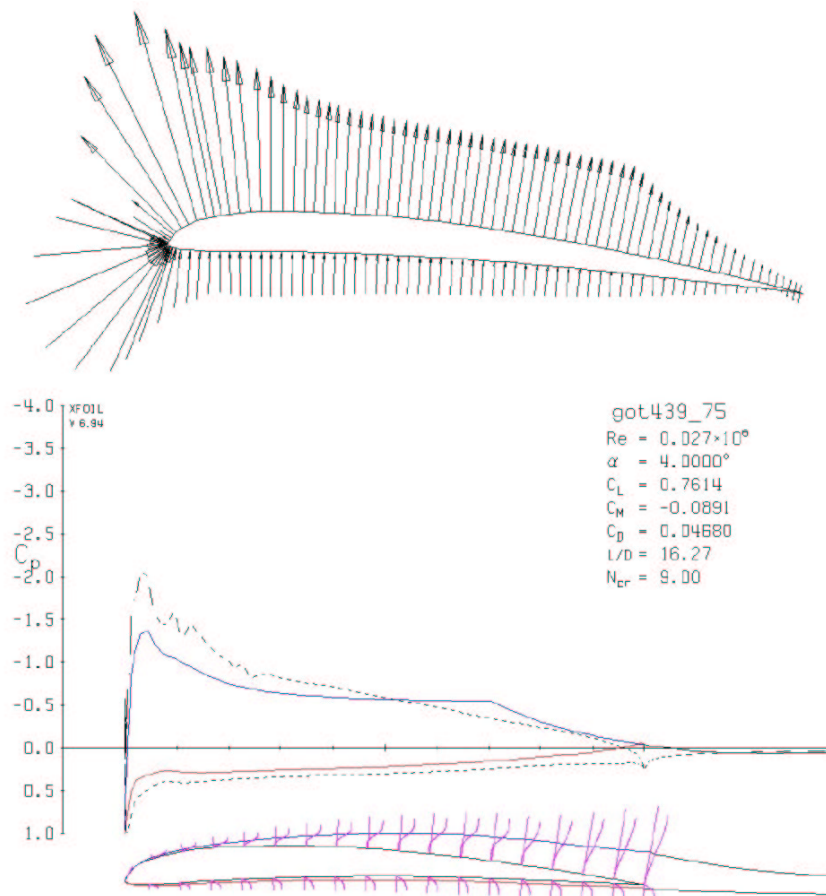 -4.0
XFOIL
V 6.94
got439_75
Re = 0.027×10⁶
α = 4.0000°
C_L = 0.7614
C_M = -0.0891
C_D = 0.04680
L/D = 16.27
N_cr = 9.00
-3.5
-3.0
-2.5
C_p
-2.0
-1.5
-1.0
-0.5
0.0
0.5
1.0